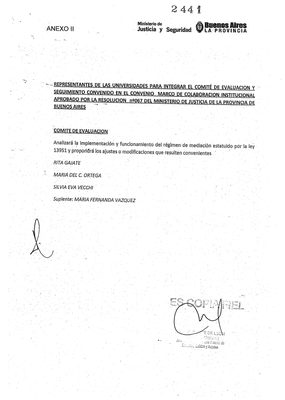 2441
ANEXO II
Ministerio de
Justicia y Seguridad
Buenos Aires
LA PROVINCIA
REPRESENTANTES DE LAS UNIVERSIDADES PARA INTEGRAR EL COMITÉ DE EVALUACION Y
SEGUIMIENTO CONVENIDO EN EL CONVENIO MARCO DE COLABORACION INSTITUCIONAL
APROBADO POR LA RESOLUCION #067 DEL MINISTERIO DE JUSTICIA DE LA PROVINCIA DE
BUENOS AIRES
COMITE DE EVALUACION
Analizará la Implementación y funcionamiento del régimen de mediación estatuido por la ley
13951 y propondrá los ajustes o modificaciones que resulten convenientes
RITA GAJATE
MARIA DEL C. ORTEGA
SILVIA EVA VECCHI
Suplente: MARIA FERNANDA VAZQUEZ
ES COPIA FIEL